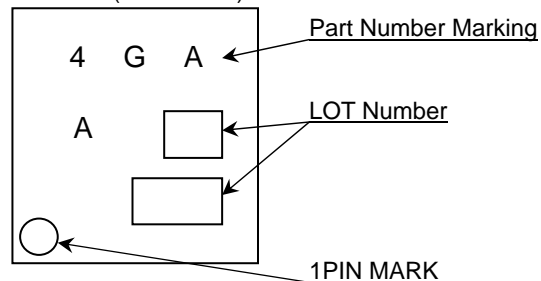 Part Number Marking
4 G A
A
LOT Number
1PIN MARK